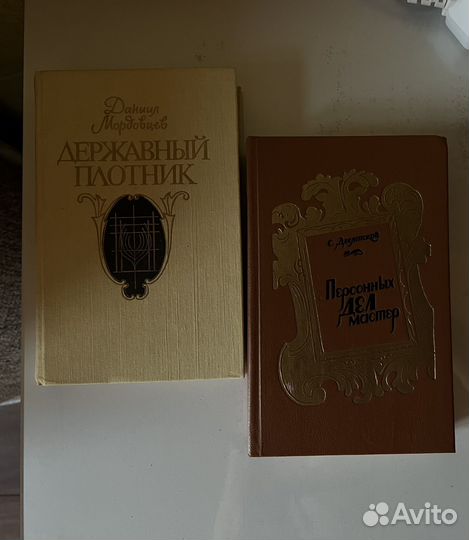 Даниил
Мордовцев
ДЕРЖАВНЫЙ
ПЛОТНИК
Персонных
ДЕЛ
мастер
Avito